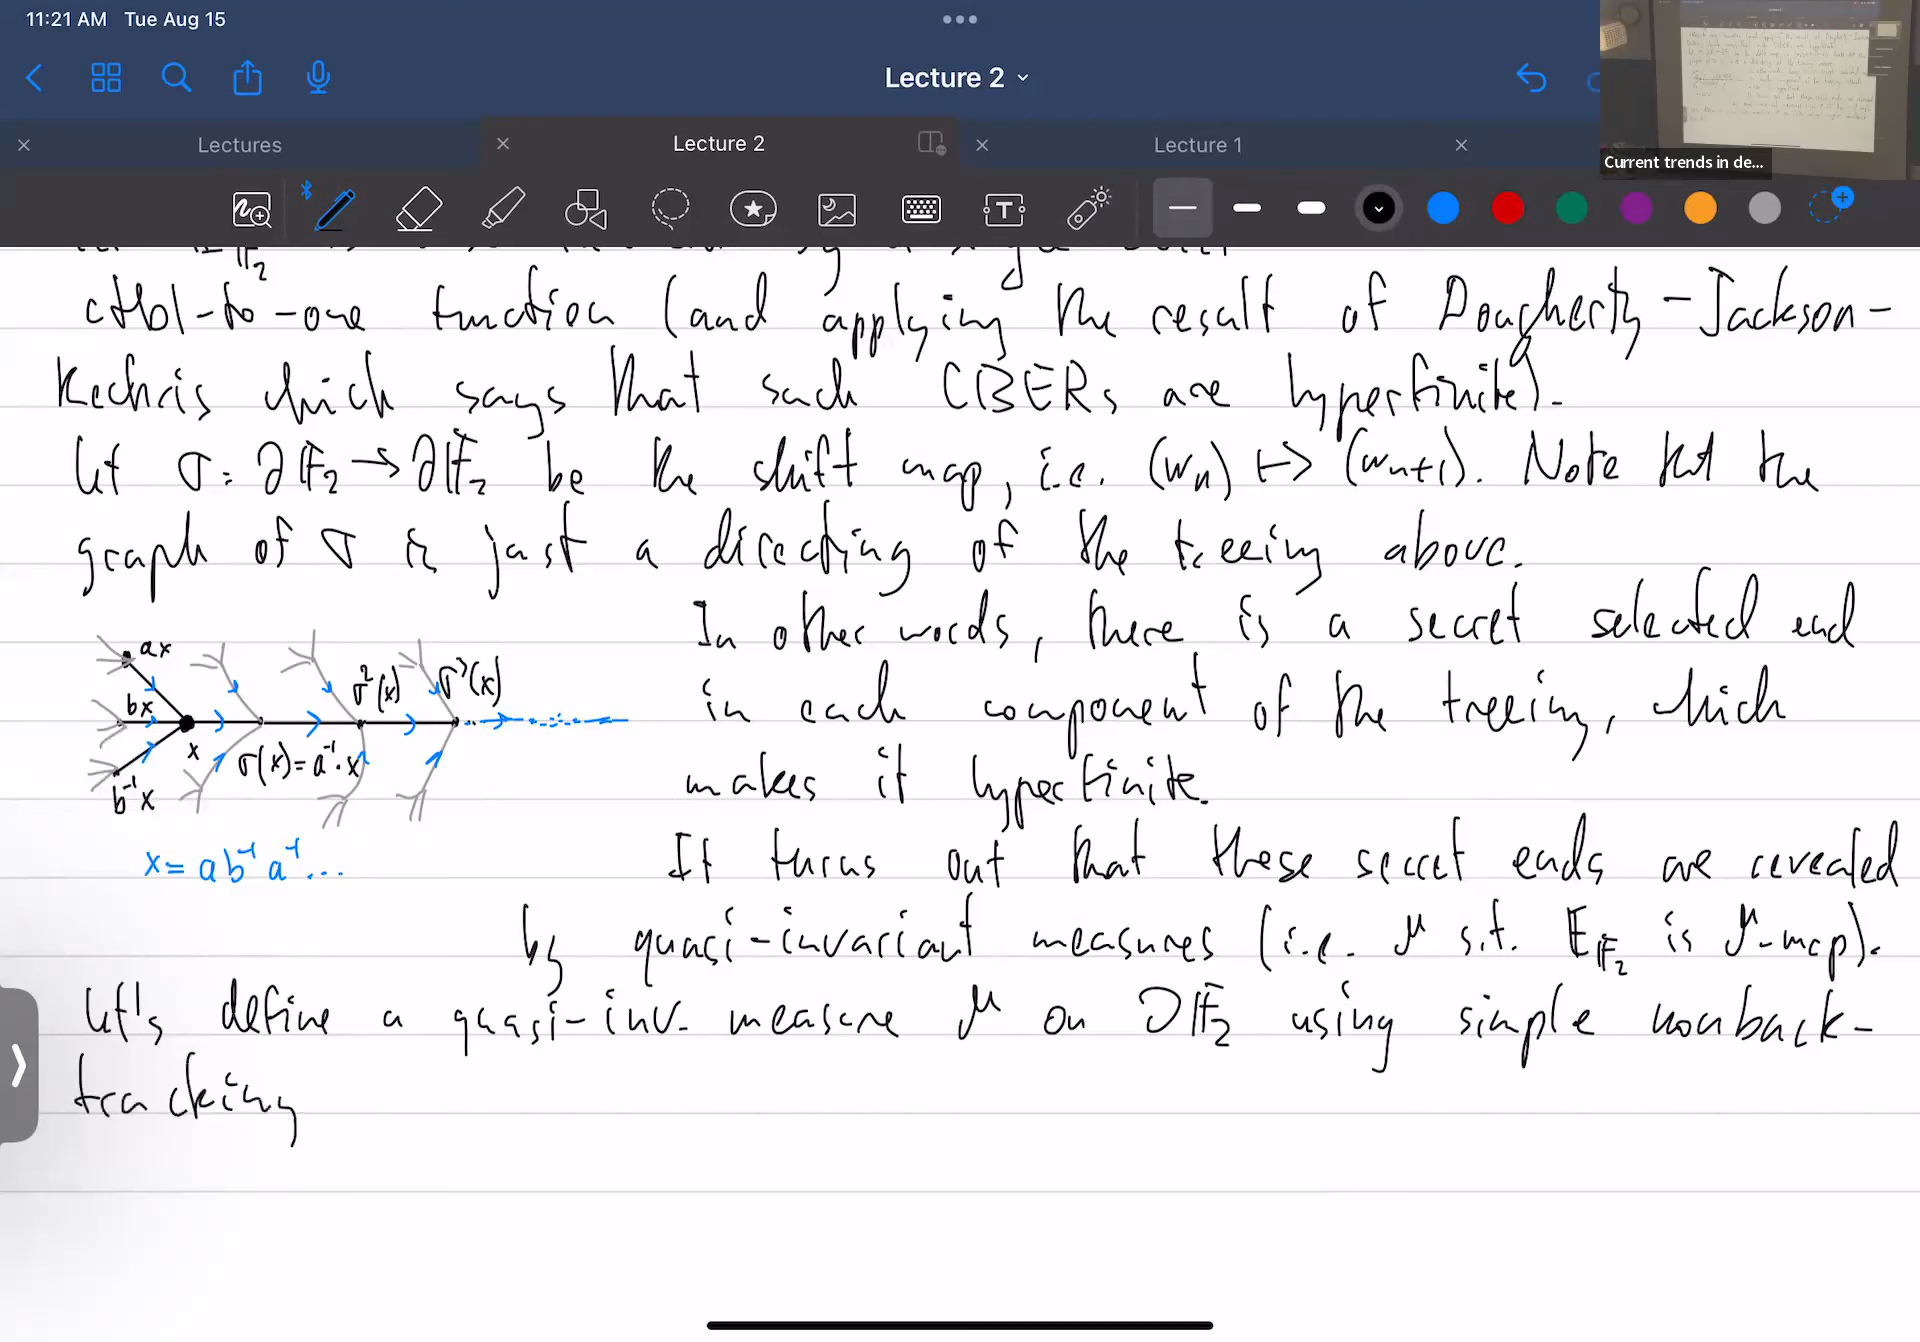 11:21 AM Tue Aug 15
Lecture 2
Lectures
Lecture 2
Lecture 1
Current trends in de...
ctbl-to-one function (and applying the result of Dougherty-Jackson-
Kechris which says that such CBERs are hyperfinite).
Let σ: ∂𝔽₂ → ∂𝔽₂ be the shift map, i.e. (wₙ) ↦ (wₙ₊₁). Note that the
graph of σ is just a directing of the treeing above.
In other words, there is a secret selected end
in each component of the treeing, which
makes it hyperfinite.
ax
bx
x
b⁻¹x
σ(x) = a⁻¹·x
σ²(x)
σ³(x)
x = ab⁻¹a⁻¹...
It turns out that these secret ends are revealed
by quasi-invariant measures (i.e. μ s.t. E_𝔽₂ is μ-mcp).
Let's define a quasi-inv. measure μ on ∂𝔽₂ using simple nonback-
tracking